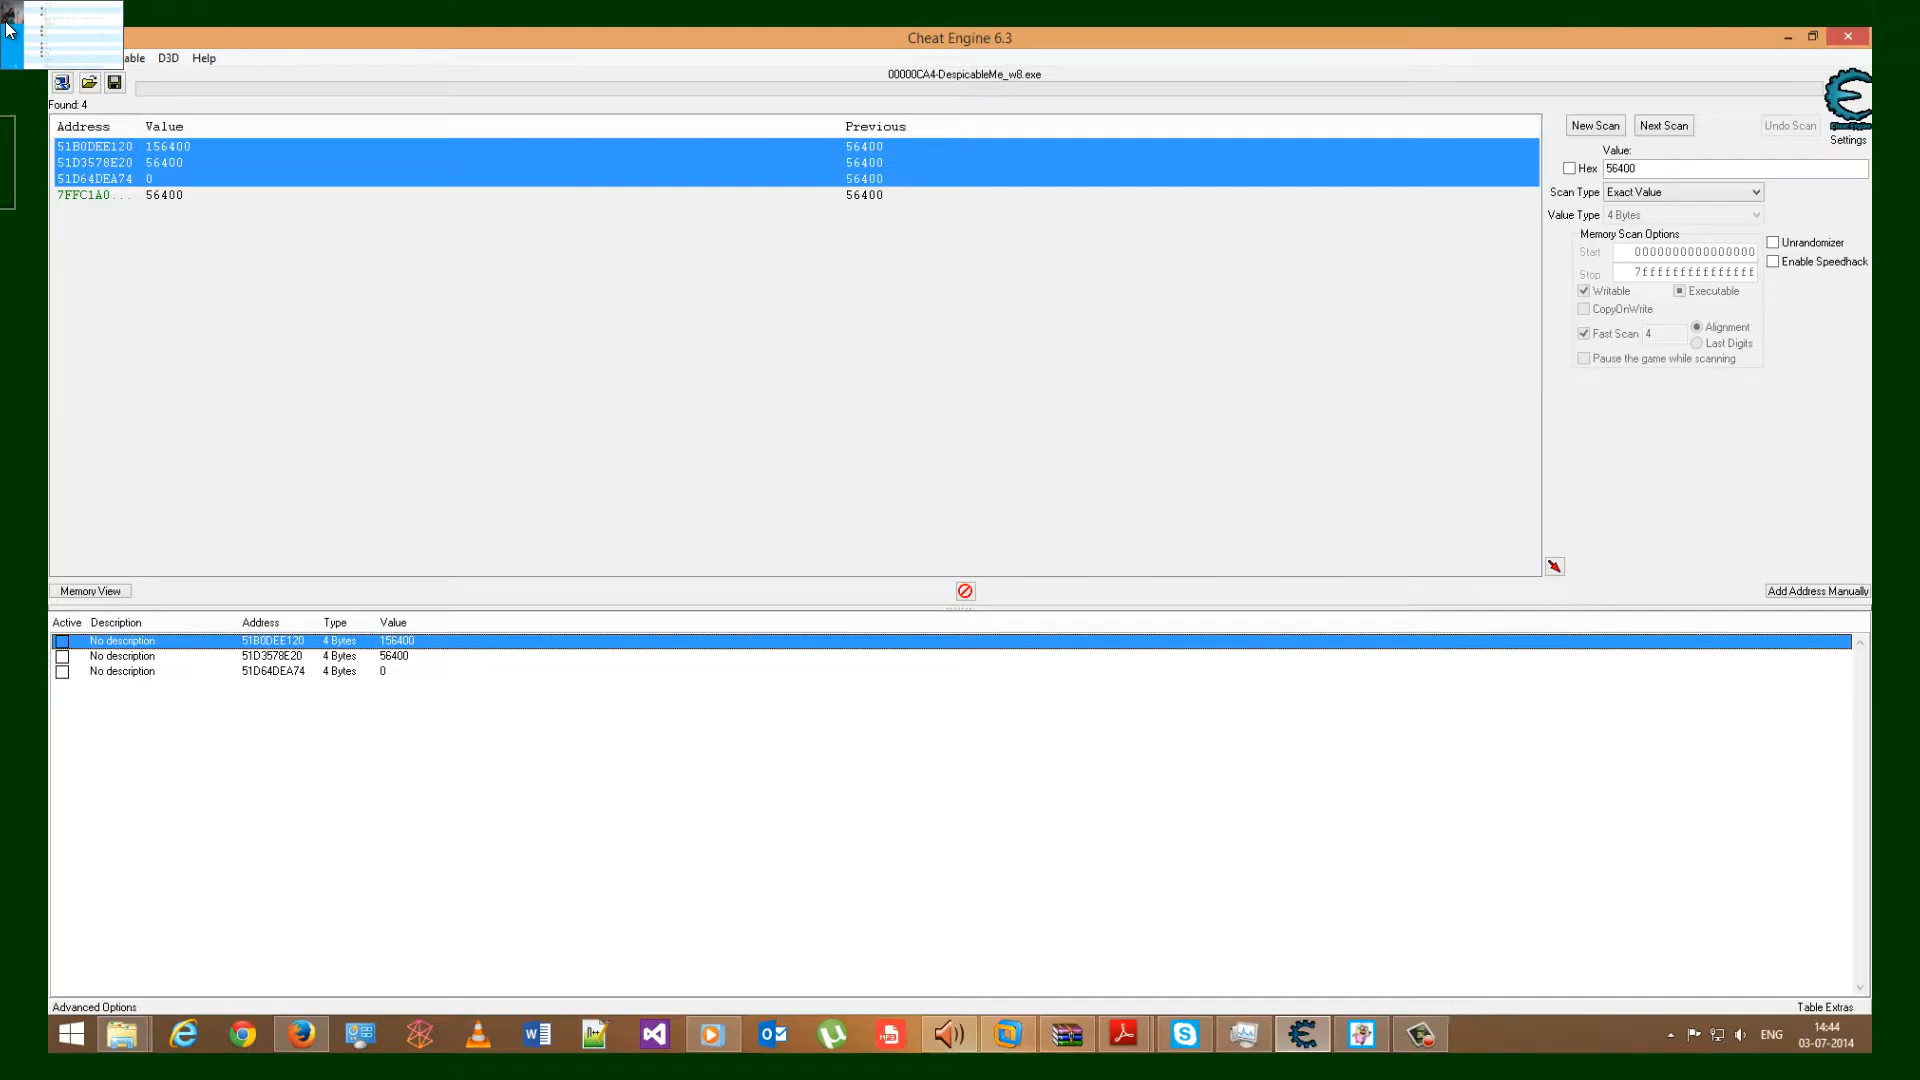 Cheat Engine 6.3
able D3D Help
00000CA4-DespicableMe_w8.exe
Found: 4
Address Value Previous
51B0DEE120 156400 56400
51D3578E20 56400 56400
51D64DEA74 0 56400
7FFC1A0... 56400 56400
New Scan Next Scan Undo Scan
Settings
Value:
Hex 56400
Scan Type Exact Value
Value Type 4 Bytes
Memory Scan Options
Start 0000000000000000
Stop 7fffffffffffffff
Writable Executable
CopyOnWrite
Fast Scan 4 Alignment
Last Digits
Pause the game while scanning
Unrandomizer
Enable Speedhack
Memory View Add Address Manually
Active Description Address Type Value
No description 51B0DEE120 4 Bytes 156400
No description 51D3578E20 4 Bytes 56400
No description 51D64DEA74 4 Bytes 0
Advanced Options Table Extras
ENG 14:44
03-07-2014